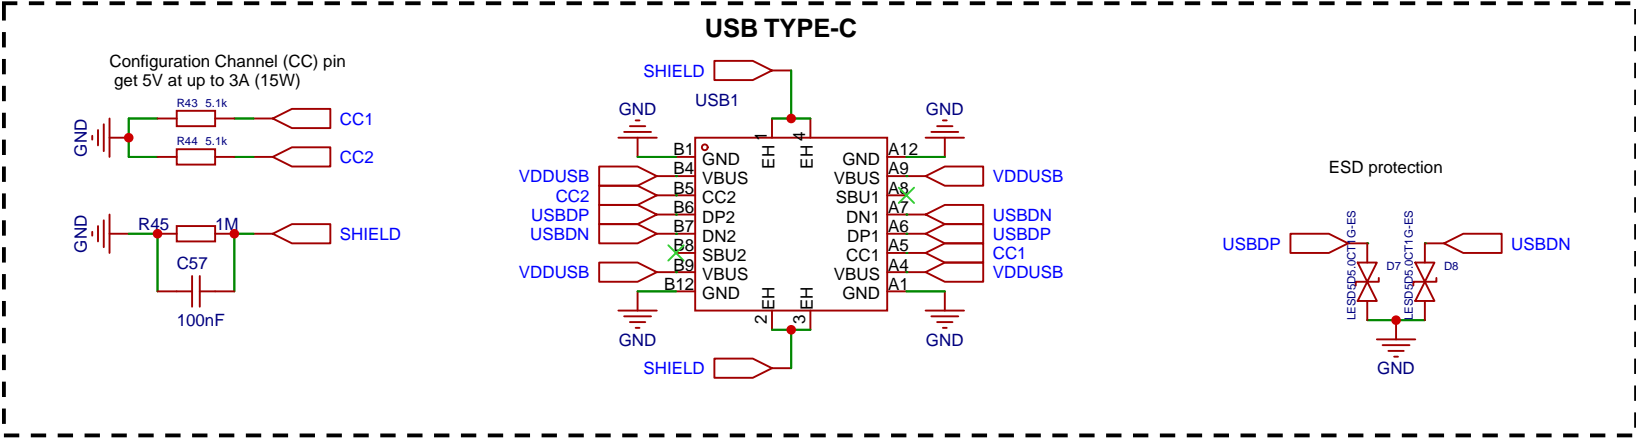 USB TYPE-C
Configuration Channel (CC) pin
get 5V at up to 3A (15W)
R43 5.1k
CC1
GND
R44 5.1k
CC2
GND
R45 1M
SHIELD
C57
100nF
SHIELD
USB1
GND
GND
EH 1
EH 4
B1 GND
GND A12
VDDUSB B4 VBUS
VBUS A9 VDDUSB
CC2 B5 CC2
SBU1 A8
USBDP B6 DP2
DN1 A7 USBDN
USBDN B7 DN2
DP1 A6 USBDP
B8 SBU2
CC1 A5 CC1
VDDUSB B9 VBUS
VBUS A4 VDDUSB
B12 GND
GND A1
2 EH
3 EH
GND
GND
SHIELD
ESD protection
USBDP
LESD5D5.0CT1G-ES
D7
LESD5D5.0CT1G-ES
D8
USBDN
GND